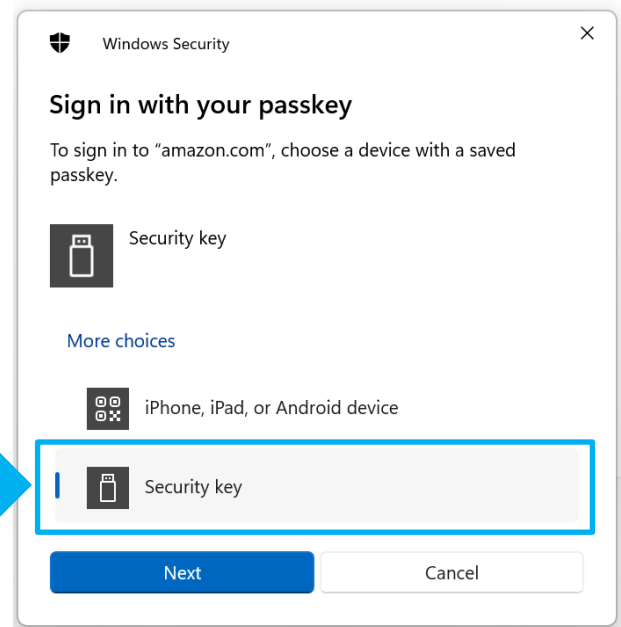 Windows Security
Sign in with your passkey
To sign in to “amazon.com”, choose a device with a saved
passkey.
Security key
More choices
iPhone, iPad, or Android device
Security key
Next
Cancel